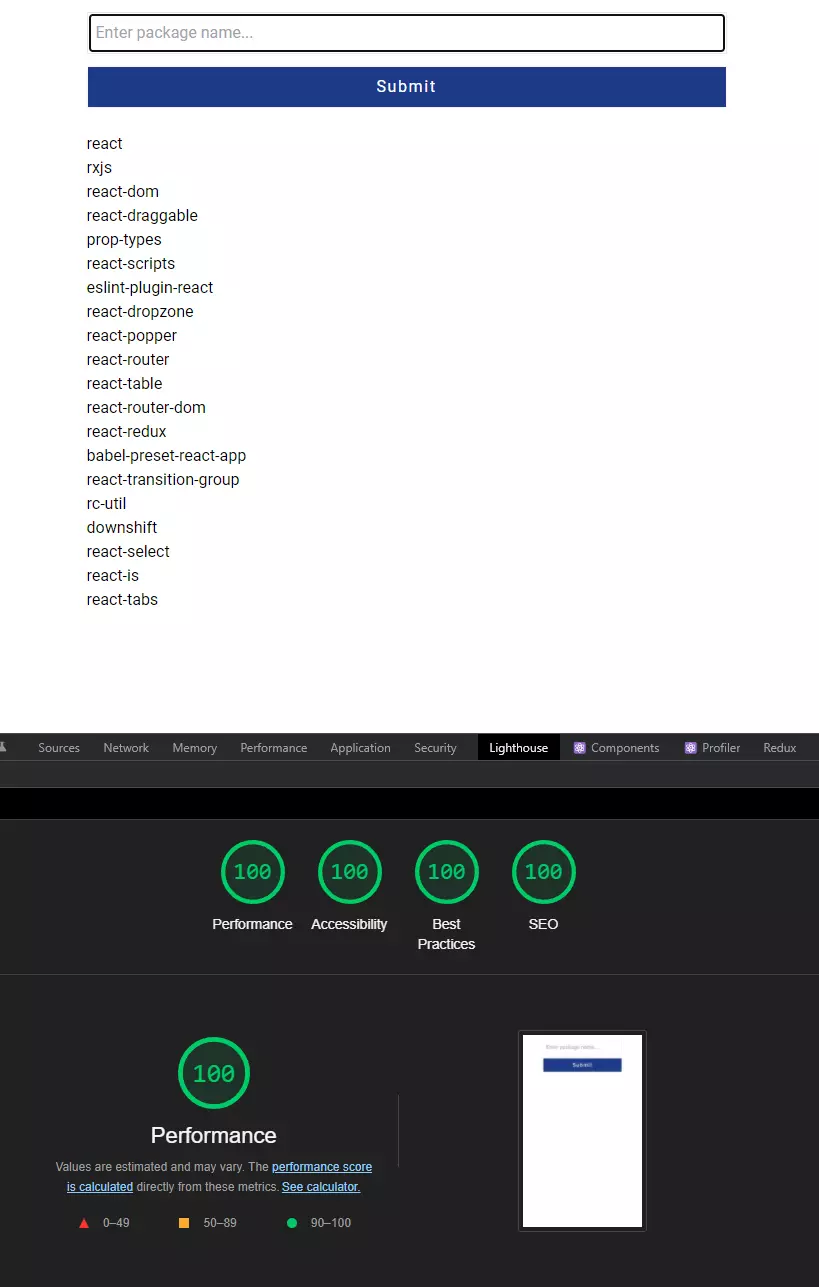 Enter package name...
Submit
react
rxjs
react-dom
react-draggable
prop-types
react-scripts
eslint-plugin-react
react-dropzone
react-popper
react-router
react-table
react-router-dom
react-redux
babel-preset-react-app
react-transition-group
rc-util
downshift
react-select
react-is
react-tabs
Sources Network Memory Performance Application Security Lighthouse Components Profiler Redux
100 100 100 100
Performance Accessibility Best Practices SEO
100
Performance
Values are estimated and may vary. The performance score
is calculated directly from these metrics. See calculator.
0–49 50–89 90–100
Enter package name...
Submit